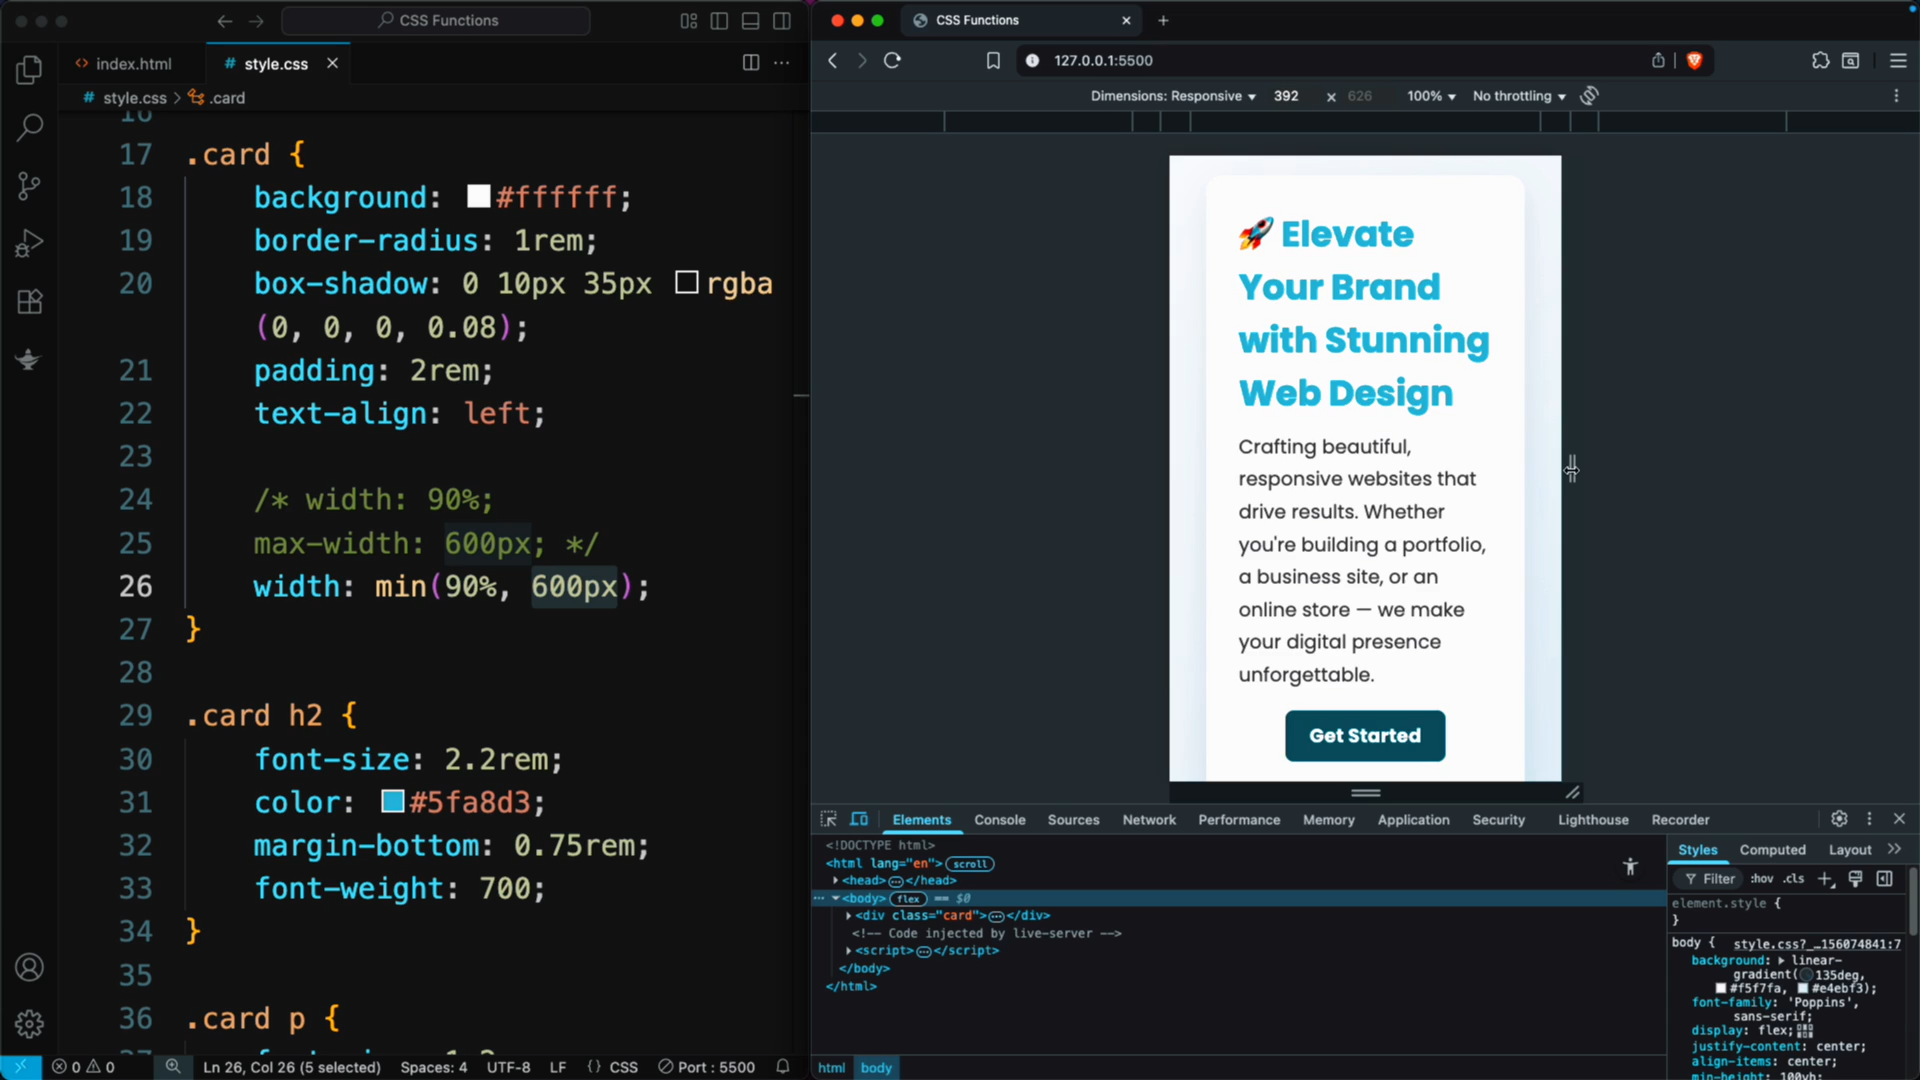 CSS Functions
index.html
# style.css
# style.css > .card
16
17 .card {
18 background: #ffffff;
19 border-radius: 1rem;
20 box-shadow: 0 10px 35px rgba
(0, 0, 0, 0.08);
21 padding: 2rem;
22 text-align: left;
23
24 /* width: 90%;
25 max-width: 600px; */
26 width: min(90%, 600px);
27 }
28
29 .card h2 {
30 font-size: 2.2rem;
31 color: #5fa8d3;
32 margin-bottom: 0.75rem;
33 font-weight: 700;
34 }
35
36 .card p {
Ln 26, Col 26 (5 selected) Spaces: 4 UTF-8 LF {} CSS Port : 5500
0 0
CSS Functions
127.0.0.1:5500
Dimensions: Responsive 392 x 626 100% No throttling
🚀 Elevate
Your Brand
with Stunning
Web Design
Crafting beautiful,
responsive websites that
drive results. Whether
you're building a portfolio,
a business site, or an
online store — we make
your digital presence
unforgettable.
Get Started
Elements Console Sources Network Performance Memory Application Security Lighthouse Recorder
<!DOCTYPE html>
<html lang="en"> scroll
<head> … </head>
<body> flex == $0
<div class="card"> … </div>
<!-- Code injected by live-server -->
<script> … </script>
</body>
</html>
html body
Styles Computed Layout
Filter :hov .cls
element.style {
}
body { style.css?_…156074841:7
background: linear-
gradient( 135deg,
#f5f7fa, #e4ebf3);
font-family: 'Poppins',
sans-serif;
display: flex;
justify-content: center;
align-items: center;
min-height: 100vh;